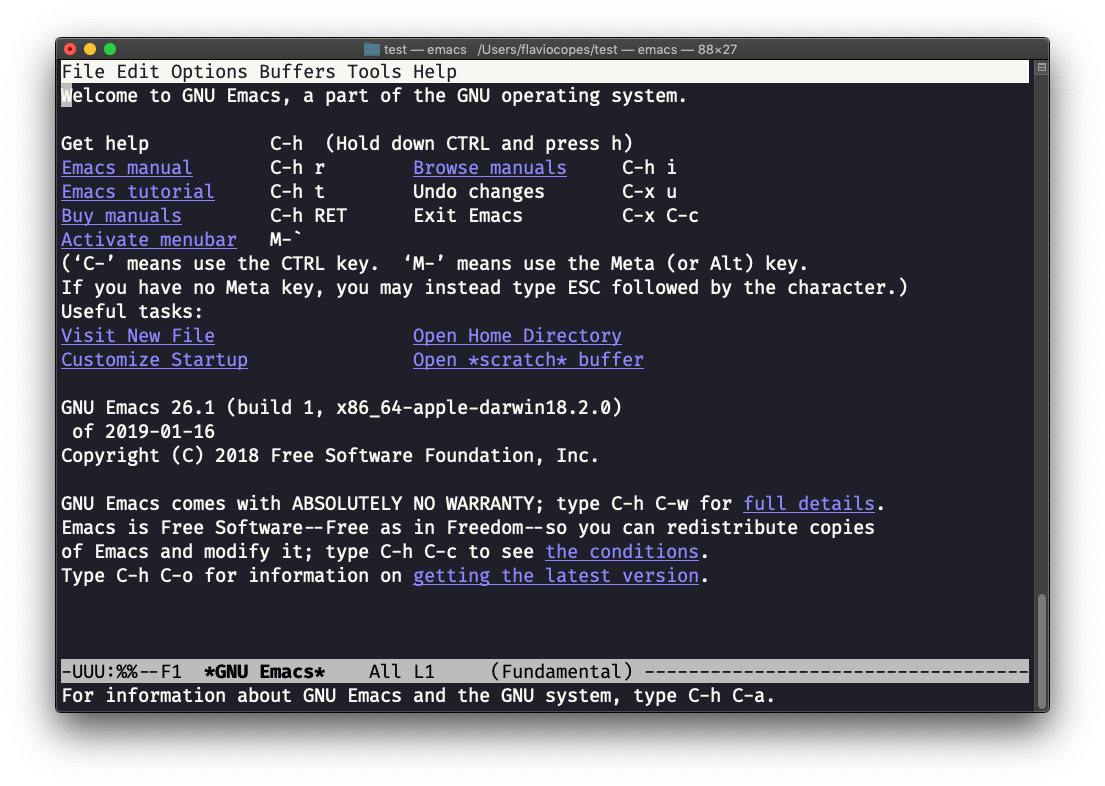 test — emacs /Users/flaviocopes/test — emacs — 88×27
File Edit Options Buffers Tools Help
Welcome to GNU Emacs, a part of the GNU operating system.
Get help C-h (Hold down CTRL and press h)
Emacs manual C-h r Browse manuals C-h i
Emacs tutorial C-h t Undo changes C-x u
Buy manuals C-h RET Exit Emacs C-x C-c
Activate menubar M-`
(‘C-’ means use the CTRL key. ‘M-’ means use the Meta (or Alt) key.
If you have no Meta key, you may instead type ESC followed by the character.)
Useful tasks:
Visit New File Open Home Directory
Customize Startup Open *scratch* buffer
GNU Emacs 26.1 (build 1, x86_64-apple-darwin18.2.0)
of 2019-01-16
Copyright (C) 2018 Free Software Foundation, Inc.
GNU Emacs comes with ABSOLUTELY NO WARRANTY; type C-h C-w for full details.
Emacs is Free Software--Free as in Freedom--so you can redistribute copies
of Emacs and modify it; type C-h C-c to see the conditions.
Type C-h C-o for information on getting the latest version.
-UUU:%%--F1 *GNU Emacs* All L1 (Fundamental) -----------------------------------
For information about GNU Emacs and the GNU system, type C-h C-a.